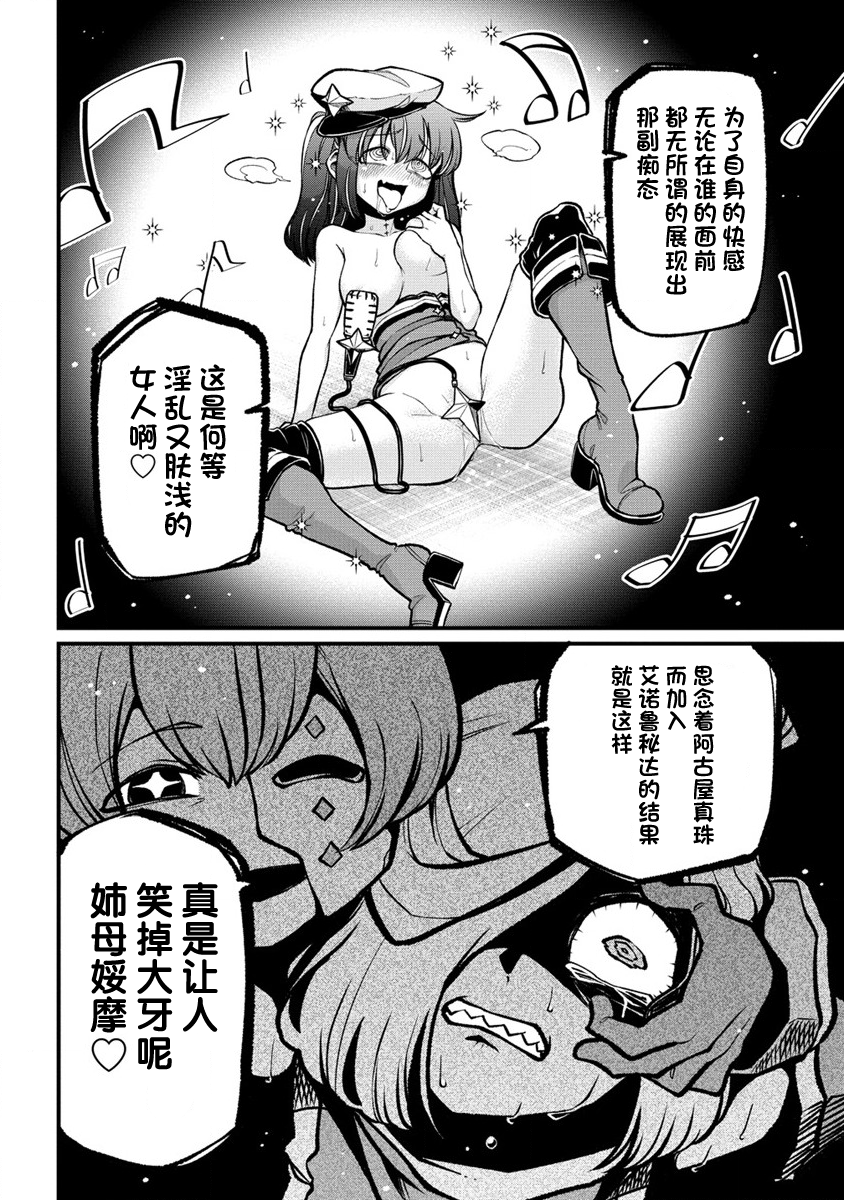 为了自身的快感
无论在谁的面前
都无所谓的展现出
那副痴态
这是何等
淫乱又肤浅的
女人啊♡
思念着阿古屋真珠
而加入
艾诺鲁秘达的结果
就是这样
真是让人
笑掉大牙呢
姉母娞摩♡